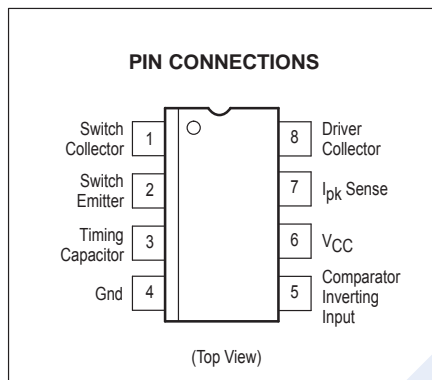 PIN CONNECTIONS
Switch
Collector
1
8
Driver
Collector
Switch
Emitter
2
7
Ipk Sense
Timing
Capacitor
3
6
VCC
Gnd
4
5
Comparator
Inverting
Input
(Top View)